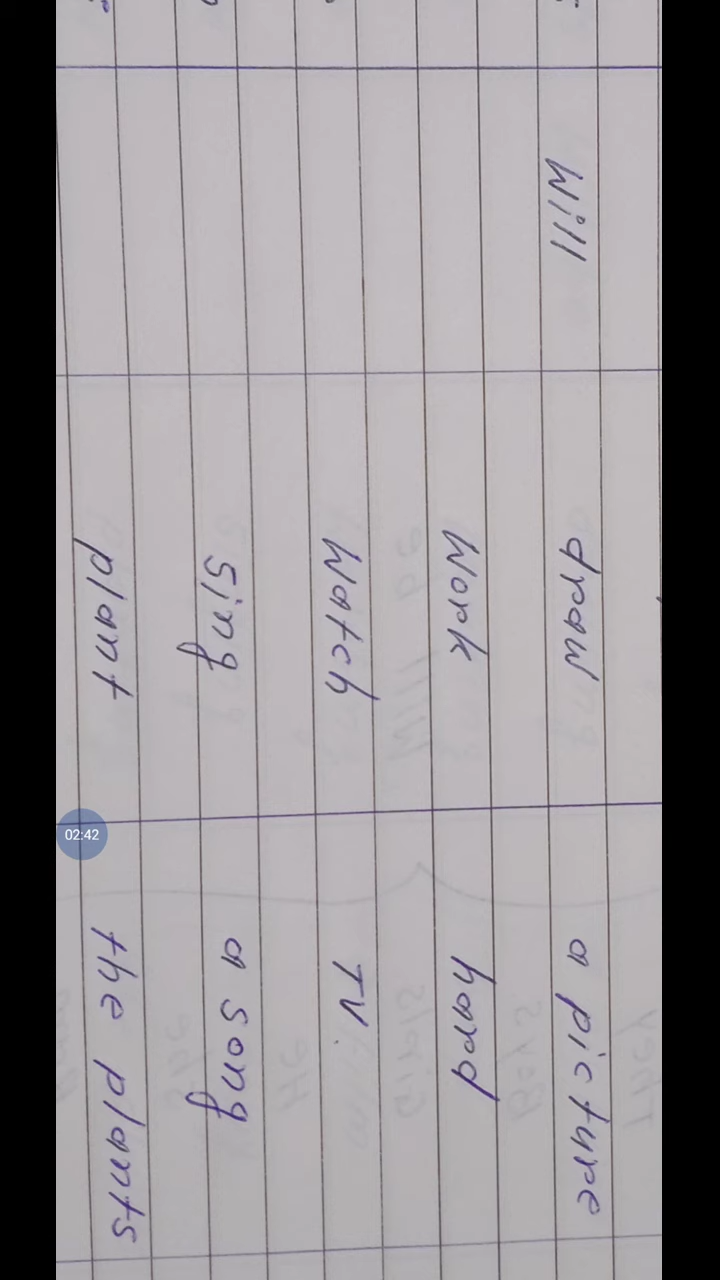 Will draw a picture
Work hard
Watch TV
Sing a song
plant the plants
02:42